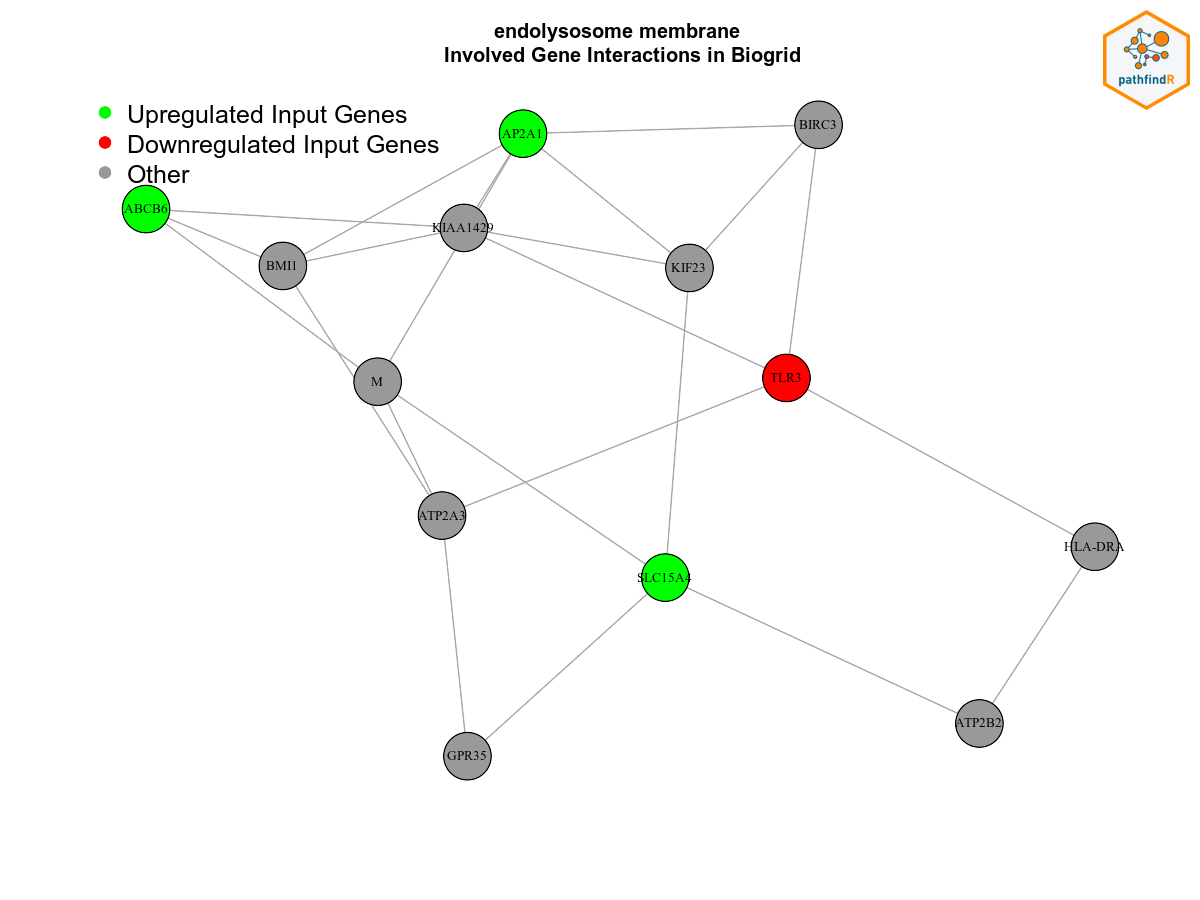 endolysosome membrane
Involved Gene Interactions in Biogrid
pathfindR
Upregulated Input Genes
Downregulated Input Genes
Other
AP2A1
BIRC3
ABCB6
KIAA1429
BMI1
KIF23
M
TLR3
ATP2A3
HLA-DRA
SLC15A4
ATP2B2
GPR35